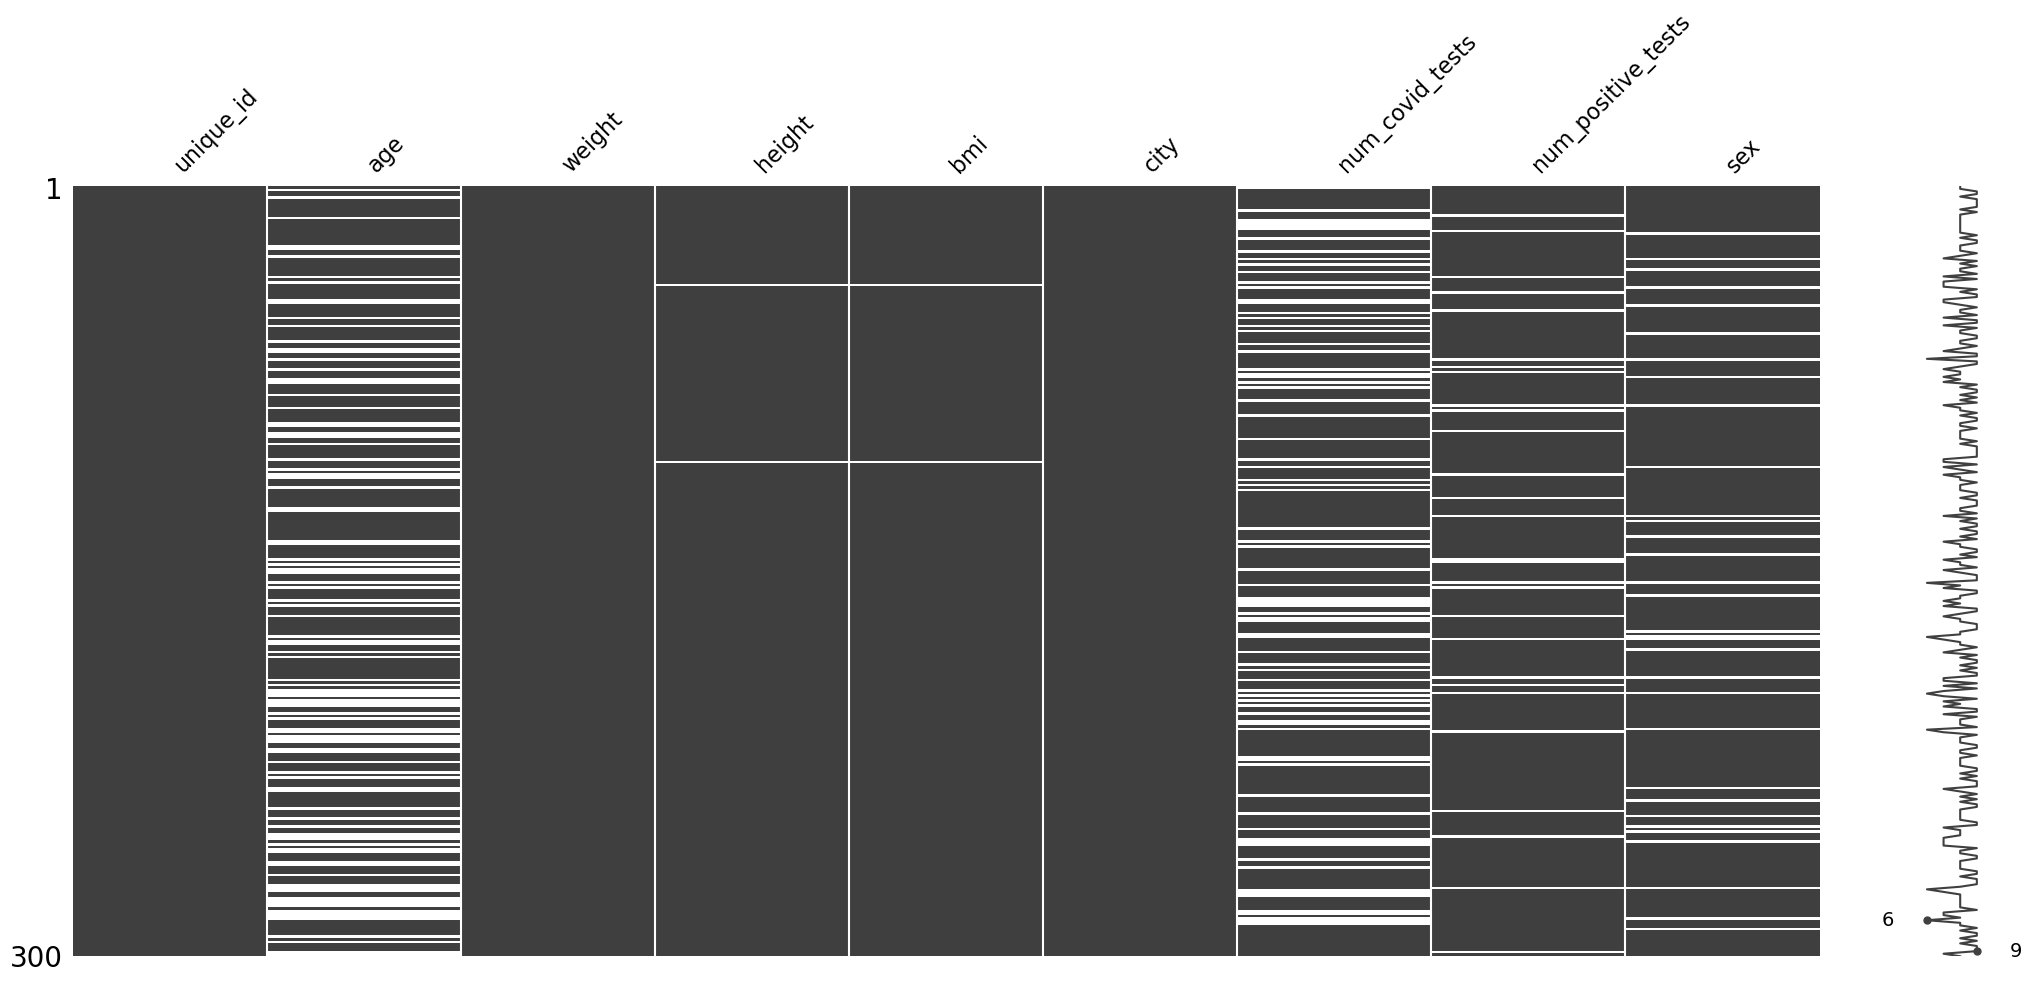 unique_id
age
weight
height
bmi
city
num_covid_tests
num_positive_tests
sex
1
300
6
9